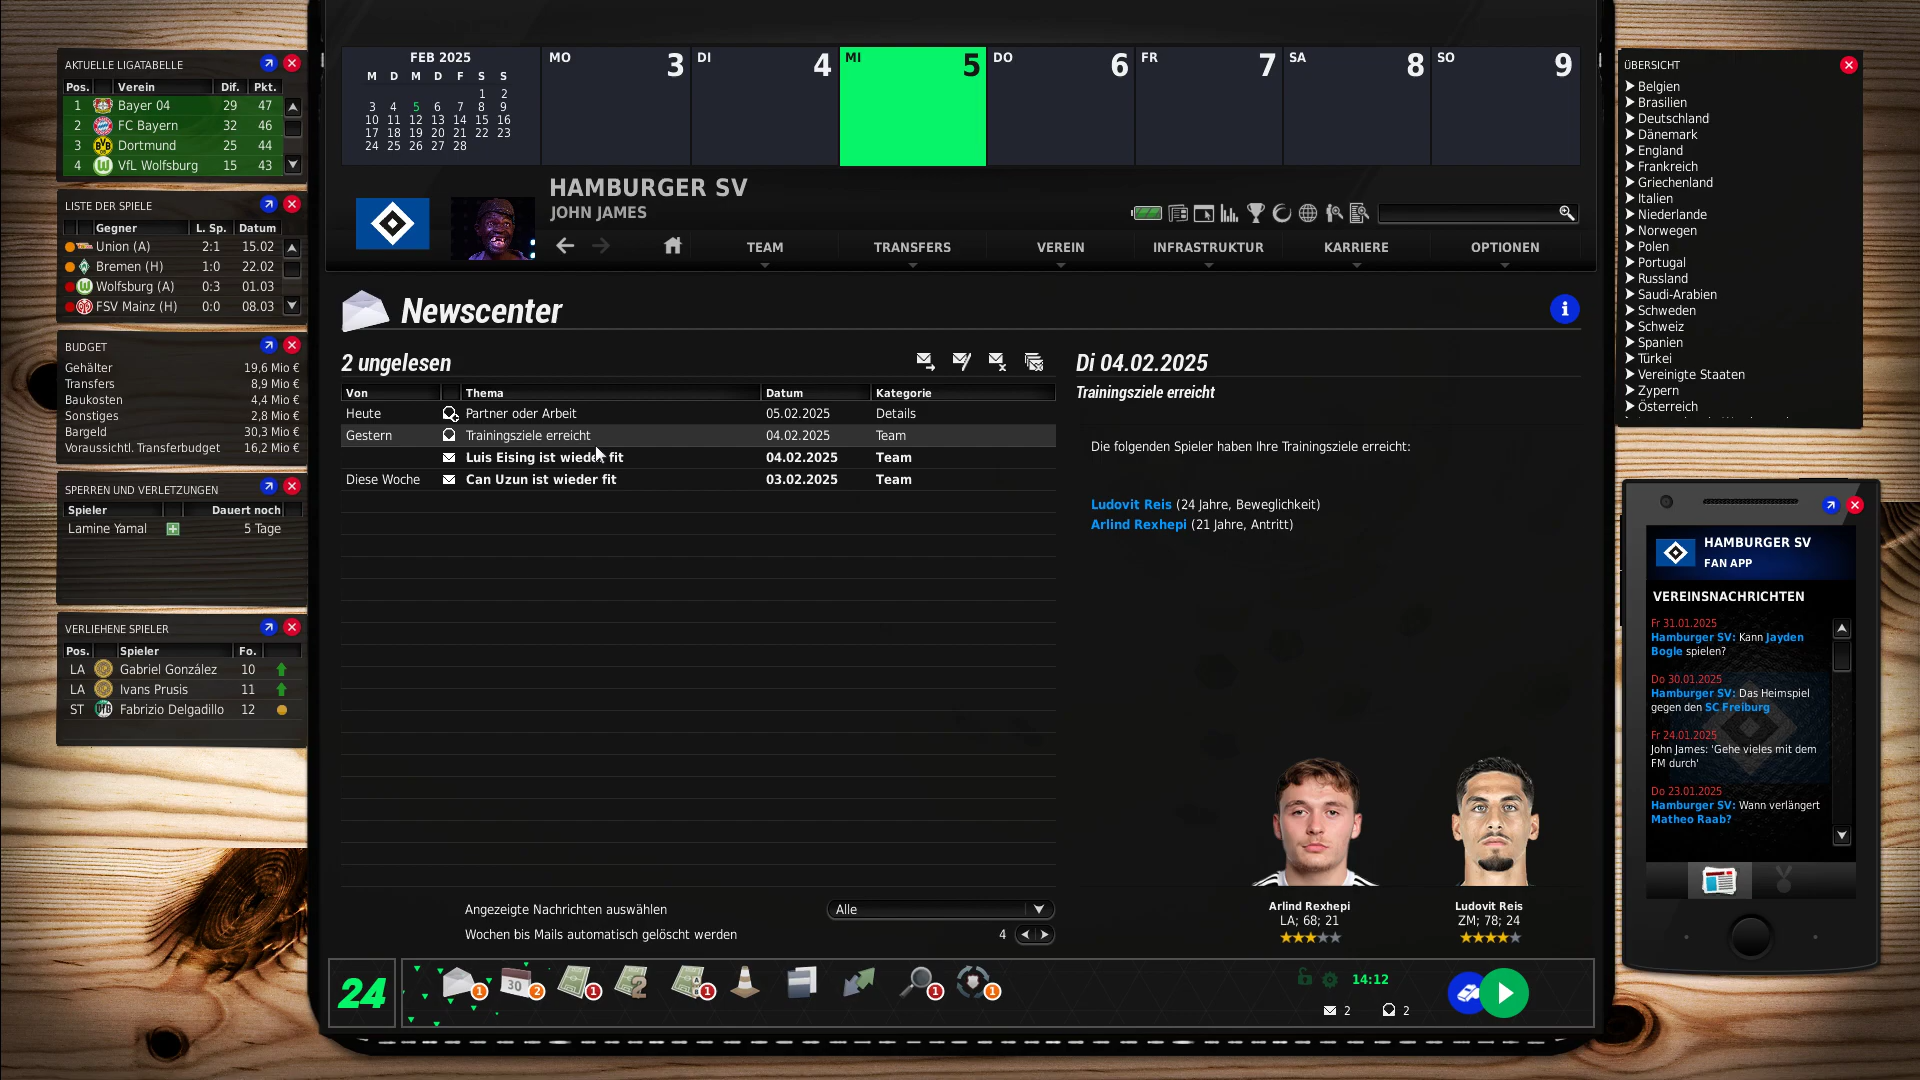 AKTUELLE LIGATABELLE
Pos. Verein Dif. Pkt.
1 Bayer 04 29 47
2 FC Bayern 32 46
3 Dortmund 25 44
4 VfL Wolfsburg 15 43
LISTE DER SPIELE
Gegner L. Sp. Datum
Union (A) 2:1 15.02
Bremen (H) 1:0 22.02
Wolfsburg (A) 0:3 01.03
FSV Mainz (H) 0:0 08.03
BUDGET
Gehälter 19,6 Mio €
Transfers 8,9 Mio €
Baukosten 4,4 Mio €
Sonstiges 2,8 Mio €
Bargeld 30,3 Mio €
Voraussichtl. Transferbudget 16,2 Mio €
SPERREN UND VERLETZUNGEN
Spieler Dauert noch
Lamine Yamal 5 Tage
VERLIEHENE SPIELER
Pos. Spieler Fo.
LA Gabriel González 10
LA Ivans Prusis 11
ST Fabrizio Delgadillo 12
FEB 2025
M D M D F S S
1 2
3 4 5 6 7 8 9
10 11 12 13 14 15 16
17 18 19 20 21 22 23
24 25 26 27 28
MO 3 DI 4 MI 5 DO 6 FR 7 SA 8 SO 9
HAMBURGER SV
JOHN JAMES
TEAM TRANSFERS VEREIN INFRASTRUKTUR KARRIERE OPTIONEN
Newscenter
2 ungelesen
Von Thema Datum Kategorie
Heute Partner oder Arbeit 05.02.2025 Details
Gestern Trainingsziele erreicht 04.02.2025 Team
Luis Eising ist wieder fit 04.02.2025 Team
Diese Woche Can Uzun ist wieder fit 03.02.2025 Team
Angezeigte Nachrichten auswählen Alle
Wochen bis Mails automatisch gelöscht werden 4
Di 04.02.2025
Trainingsziele erreicht
Die folgenden Spieler haben Ihre Trainingsziele erreicht:
Ludovit Reis (24 Jahre, Beweglichkeit)
Arlind Rexhepi (21 Jahre, Antritt)
Arlind Rexhepi
LA; 68; 21
Ludovit Reis
ZM; 78; 24
24
1 30 2 1 2 1 1 1
14:12
2 2
ÜBERSICHT
Belgien
Brasilien
Deutschland
Dänemark
England
Frankreich
Griechenland
Italien
Niederlande
Norwegen
Polen
Portugal
Russland
Saudi-Arabien
Schweden
Schweiz
Spanien
Türkei
Vereinigte Staaten
Zypern
Österreich
HAMBURGER SV
FAN APP
VEREINSNACHRICHTEN
Fr 31.01.2025
Hamburger SV: Kann Jayden
Bogle spielen?
Do 30.01.2025
Hamburger SV: Das Heimspiel
gegen den SC Freiburg
Fr 24.01.2025
John James: 'Gehe vieles mit dem
FM durch'
Do 23.01.2025
Hamburger SV: Wann verlängert
Matheo Raab?